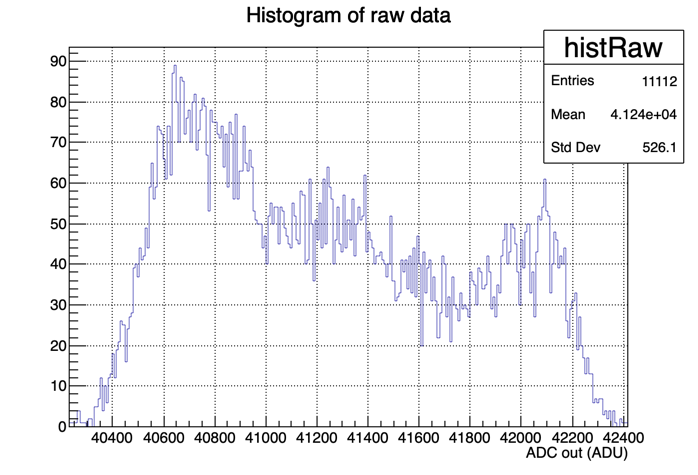 Histogram of raw data
histRaw
Entries 11112
Mean 4.124e+04
Std Dev 526.1
90
80
70
60
50
40
30
20
10
0
40400 40600 40800 41000 41200 41400 41600 41800 42000 42200 42400
ADC out (ADU)